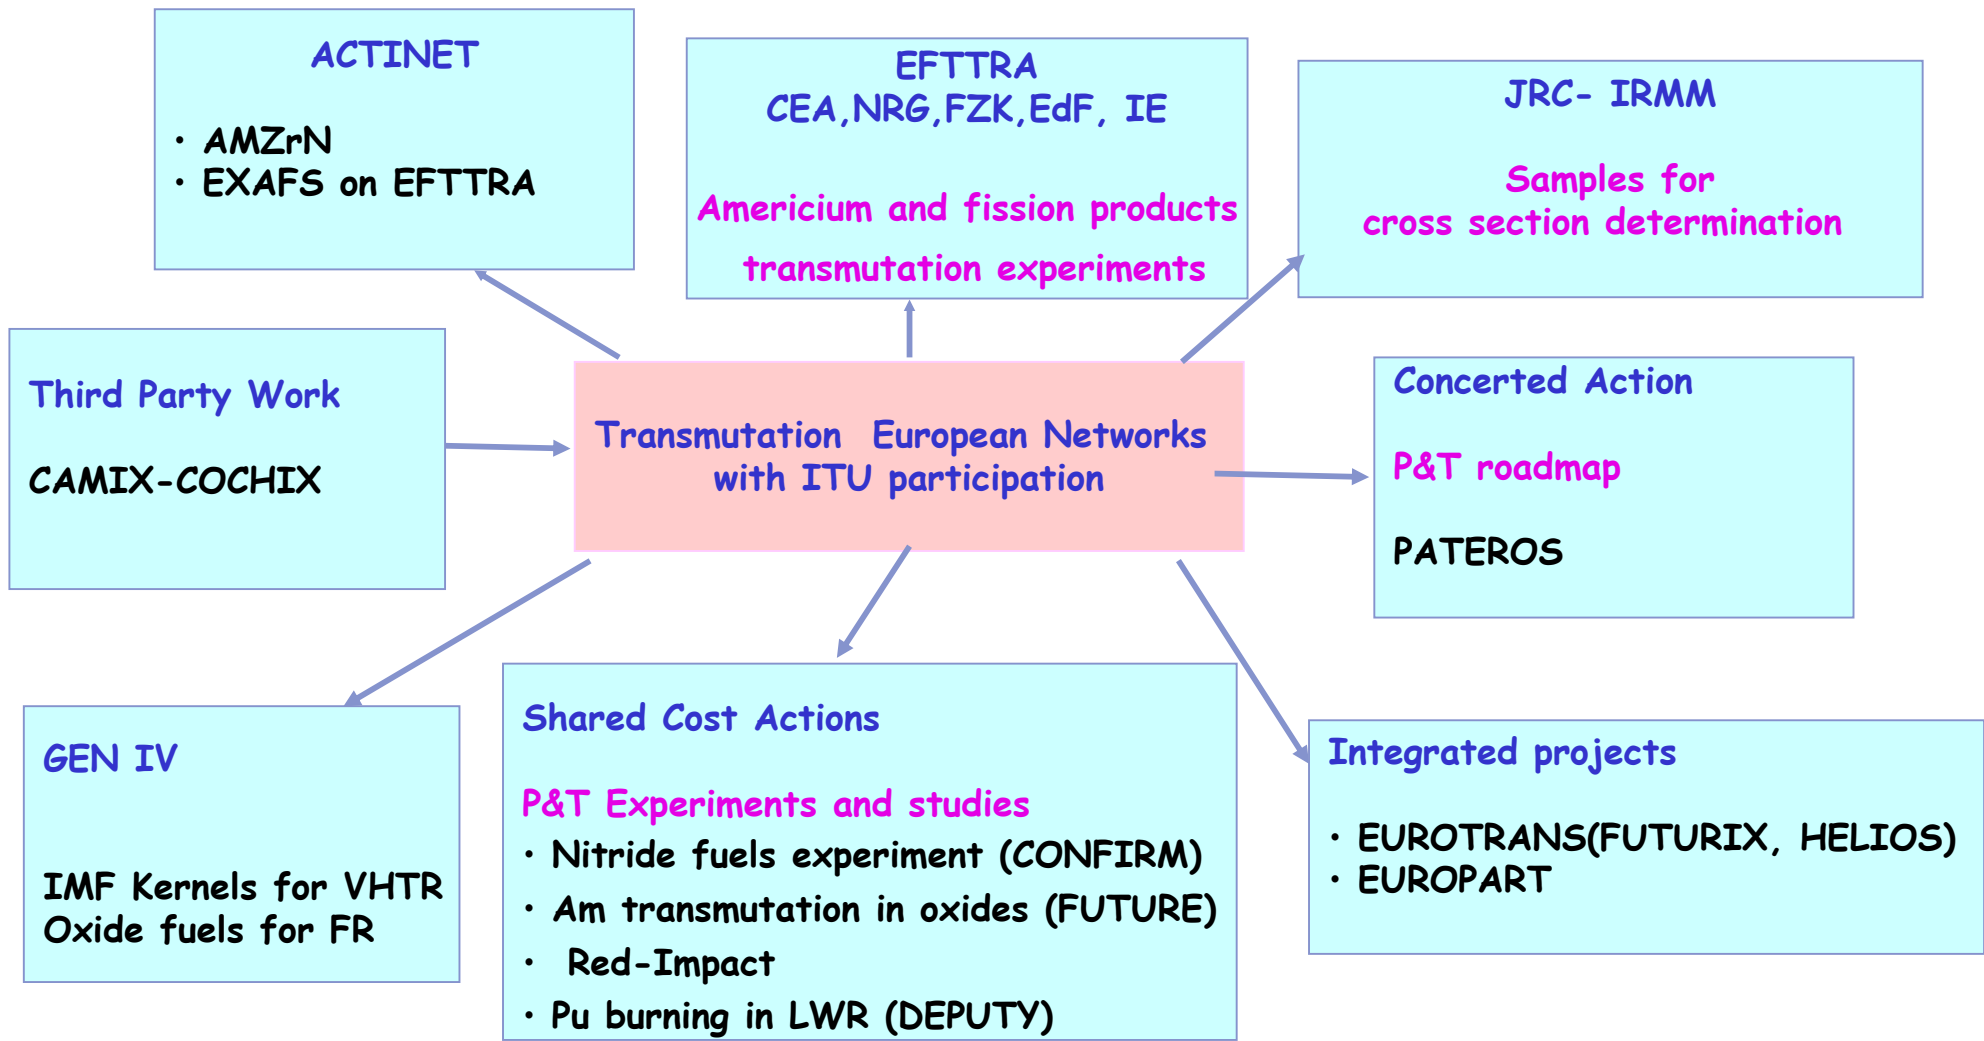 ACTINET
• AMZrN
• EXAFS on EFTTRA
EFTTRA
CEA,NRG,FZK,EdF, IE
Americium and fission products
transmutation experiments
JRC- IRMM
Samples for
cross section determination
Third Party Work
CAMIX-COCHIX
Transmutation European Networks
with ITU participation
Concerted Action
P&T roadmap
PATEROS
GEN IV
IMF Kernels for VHTR
Oxide fuels for FR
Shared Cost Actions
P&T Experiments and studies
• Nitride fuels experiment (CONFIRM)
• Am transmutation in oxides (FUTURE)
• Red-Impact
• Pu burning in LWR (DEPUTY)
Integrated projects
• EUROTRANS(FUTURIX, HELIOS)
• EUROPART